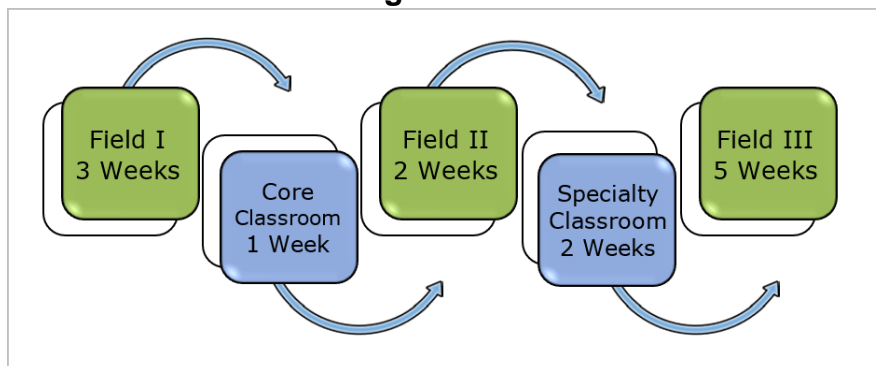 Field I
3 Weeks
Core
Classroom
1 Week
Field II
2 Weeks
Specialty
Classroom
2 Weeks
Field III
5 Weeks